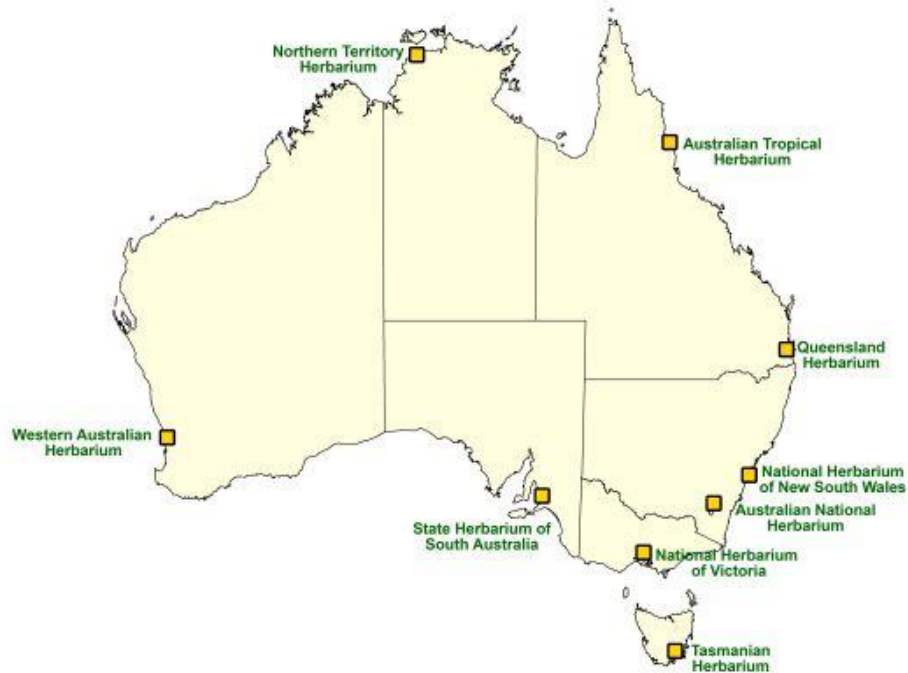 Northern Territory
Herbarium
Australian Tropical
Herbarium
Queensland
Herbarium
Western Australian
Herbarium
National Herbarium
of New South Wales
Australian National
Herbarium
State Herbarium of
South Australia
National Herbarium
of Victoria
Tasmanian
Herbarium